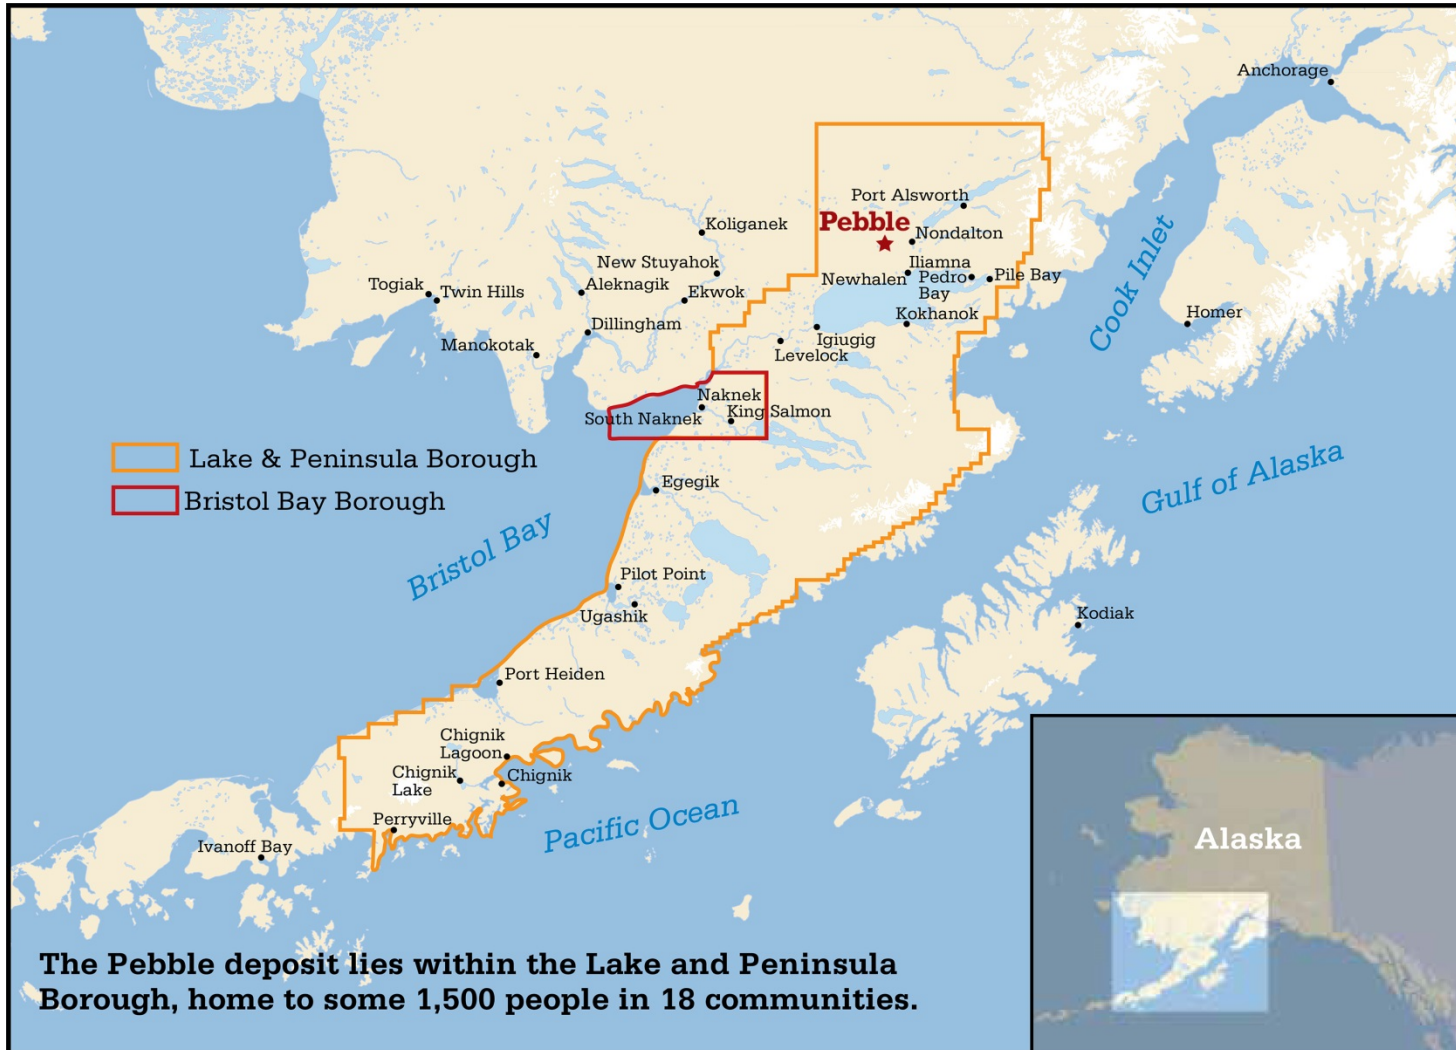 Anchorage
Port Alsworth
Pebble
Koliganek
Nondalton
New Stuyahok
Iliamna
Newhalen
Pedro
Bay
Pile Bay
Togiak
Twin Hills
Aleknagik
Ekwok
Cook Inlet
Homer
Kokhanok
Dillingham
Igiugig
Levelock
Manokotak
Naknek
South Naknek
King Salmon
Lake & Peninsula Borough
Bristol Bay Borough
Gulf of Alaska
Egegik
Bristol Bay
Pilot Point
Ugashik
Kodiak
Port Heiden
Chignik
Lagoon
Chignik
Lake
Chignik
Perryville
Pacific Ocean
Ivanoff Bay
Alaska
The Pebble deposit lies within the Lake and Peninsula
Borough, home to some 1,500 people in 18 communities.